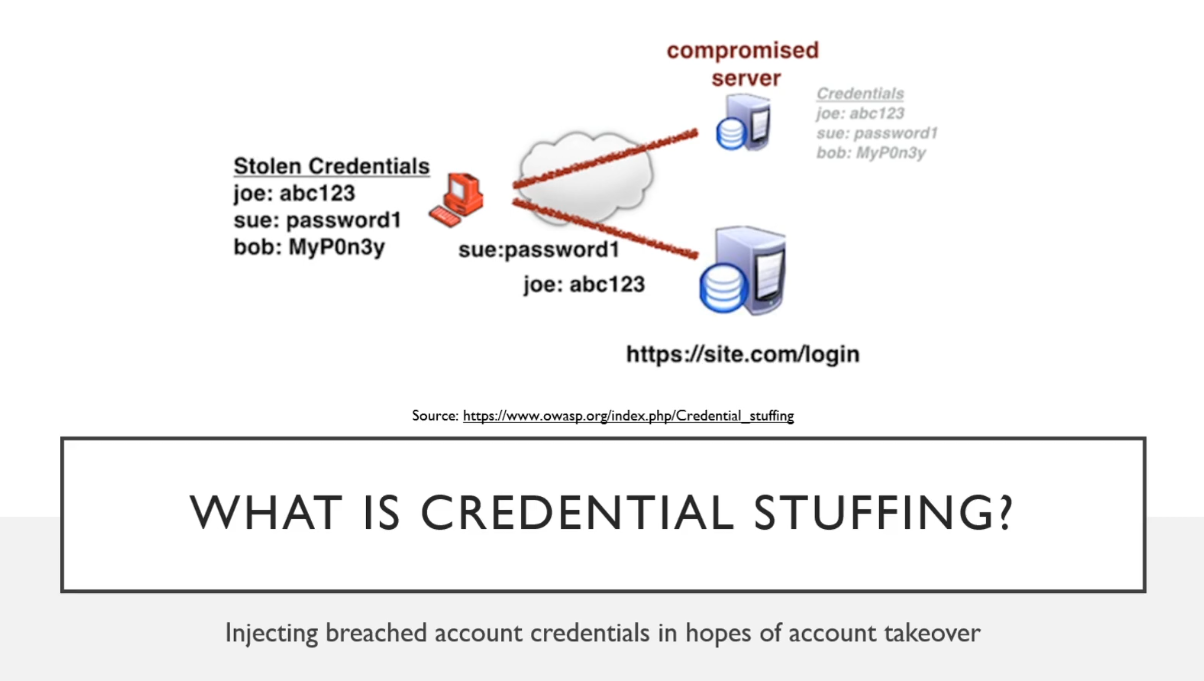 compromised
server
Credentials
joe: abc123
sue: password1
bob: MyP0n3y
Stolen Credentials
joe: abc123
sue: password1
bob: MyP0n3y
sue:password1
joe: abc123
https://site.com/login
Source: https://www.owasp.org/index.php/Credential_stuffing
WHAT IS CREDENTIAL STUFFING?
Injecting breached account credentials in hopes of account takeover